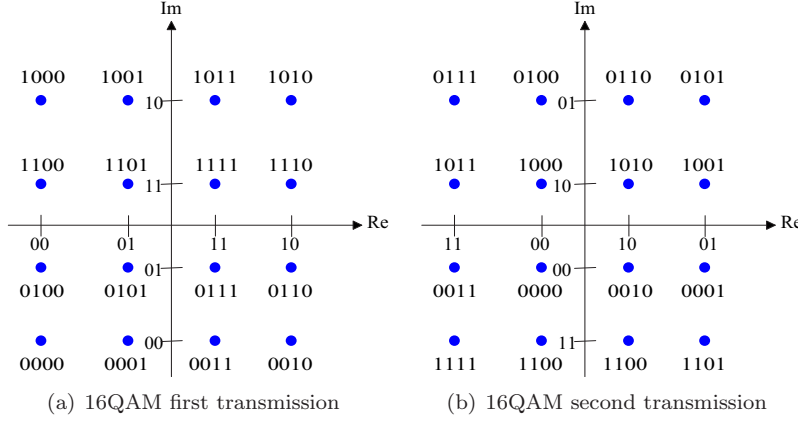 Im Im
1000 1001 1011 1010 0111 0100 0110 0101
10 01
1100 1101 1111 1110 1011 1000 1010 1001
11 10
Re Re
00 01 11 10 11 00 10 01
01 00
0100 0101 0111 0110 0011 0000 0010 0001
00 11
0000 0001 0011 0010 1111 1100 1100 1101
(a) 16QAM first transmission (b) 16QAM second transmission